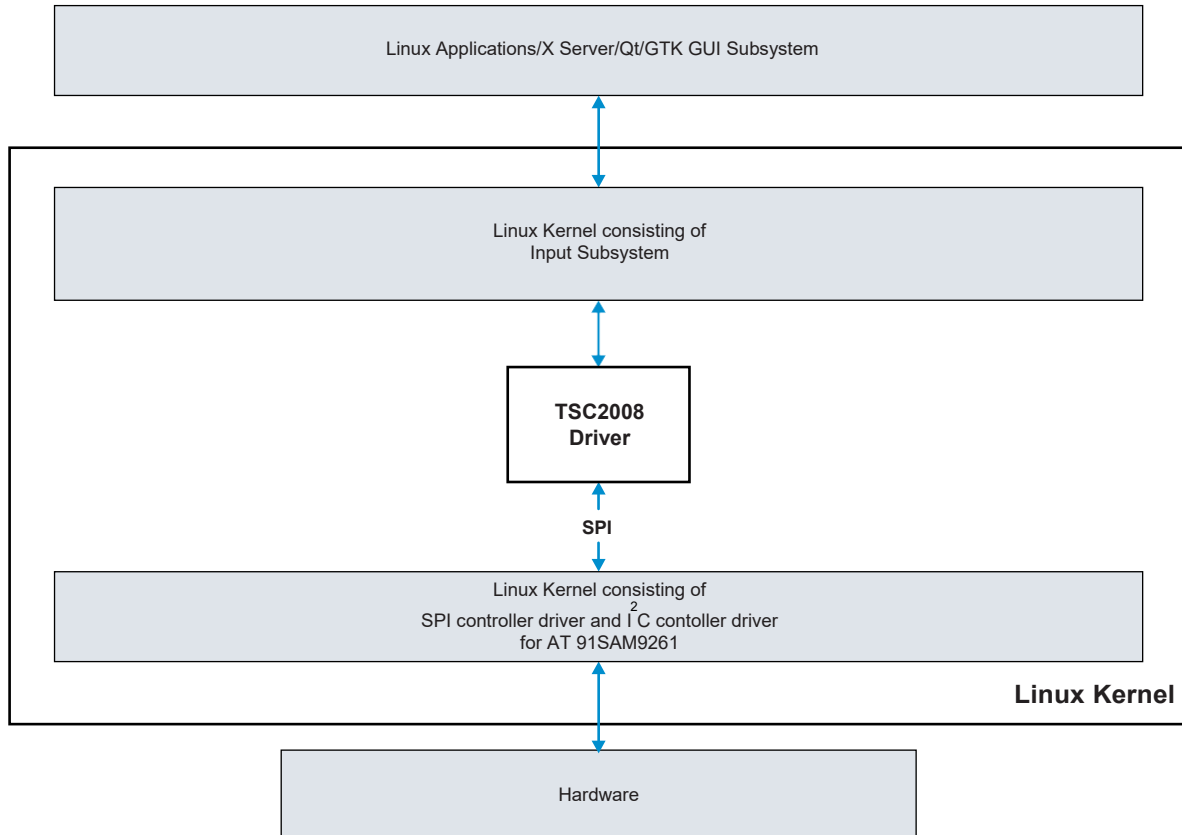 Linux Applications/X Server/Qt/GTK GUI Subsystem
Linux Kernel consisting of
Input Subsystem
TSC2008
Driver
SPI
Linux Kernel consisting of
SPI controller driver and I²C contoller driver
for AT 91SAM9261
Linux Kernel
Hardware